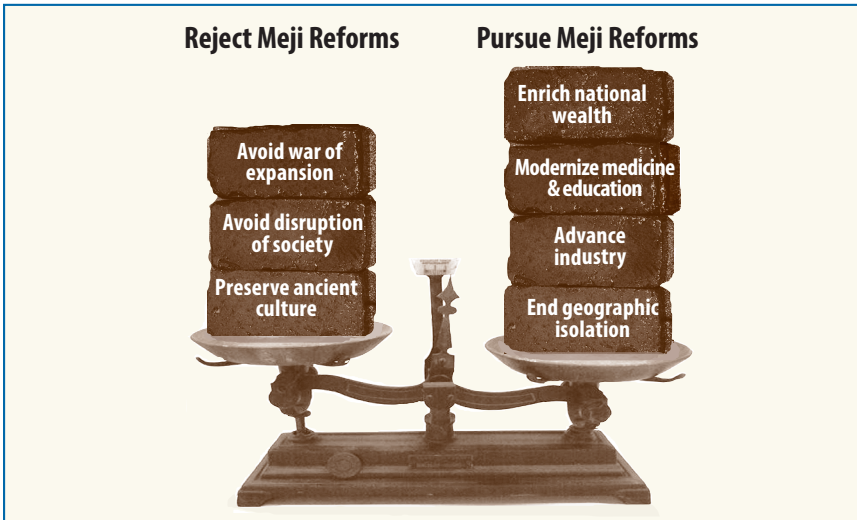 Reject Meji Reforms
Pursue Meji Reforms
Avoid war of
expansion
Avoid disruption
of society
Preserve ancient
culture
Enrich national
wealth
Modernize medicine
& education
Advance
industry
End geographic
isolation